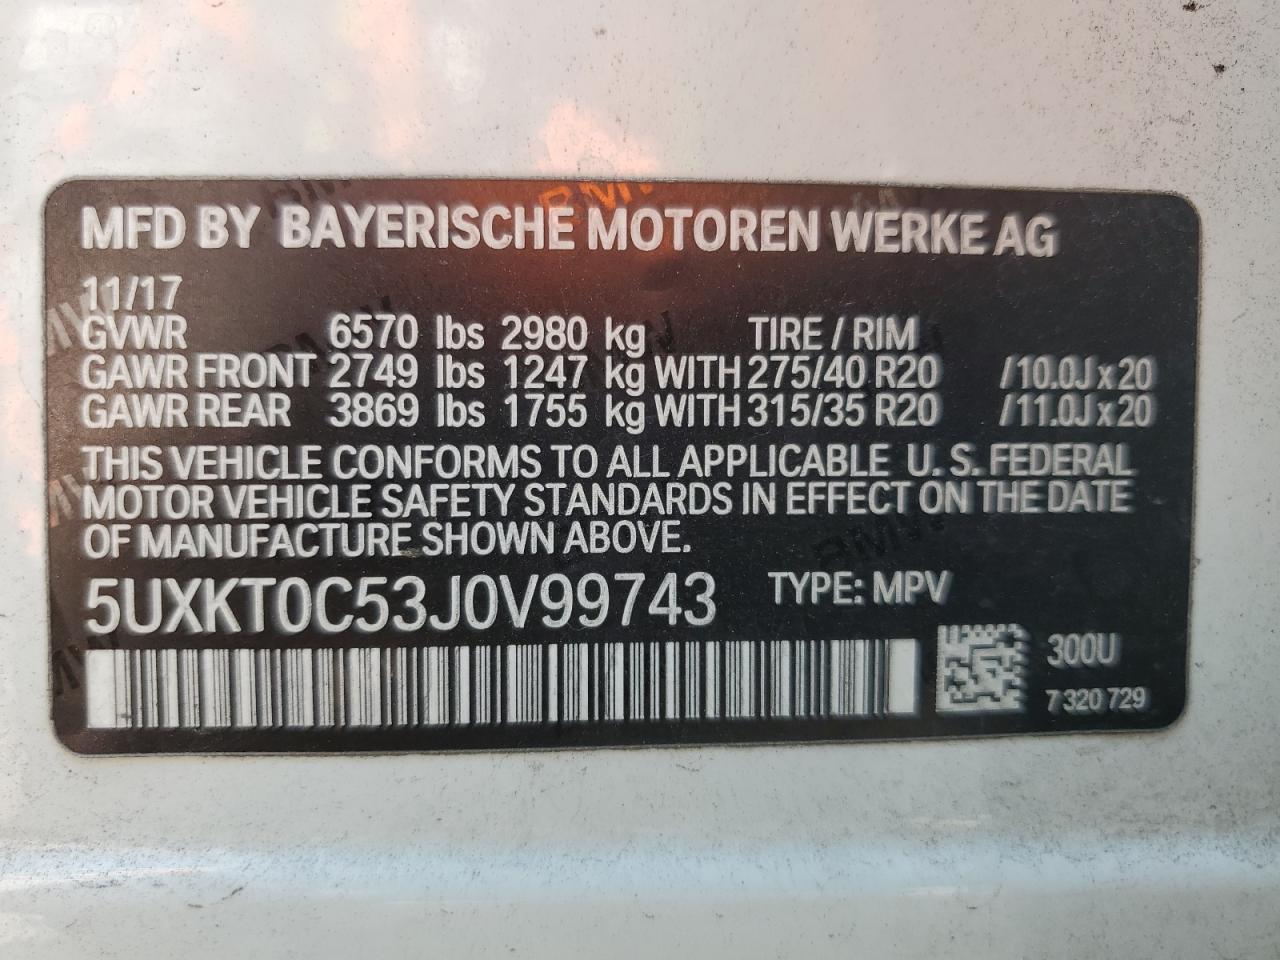 MFD BY BAYERISCHE MOTOREN WERKE AG
11/17
GVWR 6570 lbs 2980 kg TIRE / RIM
GAWR FRONT 2749 lbs 1247 kg WITH 275/40 R20 /10.0J x 20
GAWR REAR 3869 lbs 1755 kg WITH 315/35 R20 /11.0J x 20
THIS VEHICLE CONFORMS TO ALL APPLICABLE U. S. FEDERAL
MOTOR VEHICLE SAFETY STANDARDS IN EFFECT ON THE DATE
OF MANUFACTURE SHOWN ABOVE.
5UXKT0C53J0V99743 TYPE: MPV
300U
7 320 729